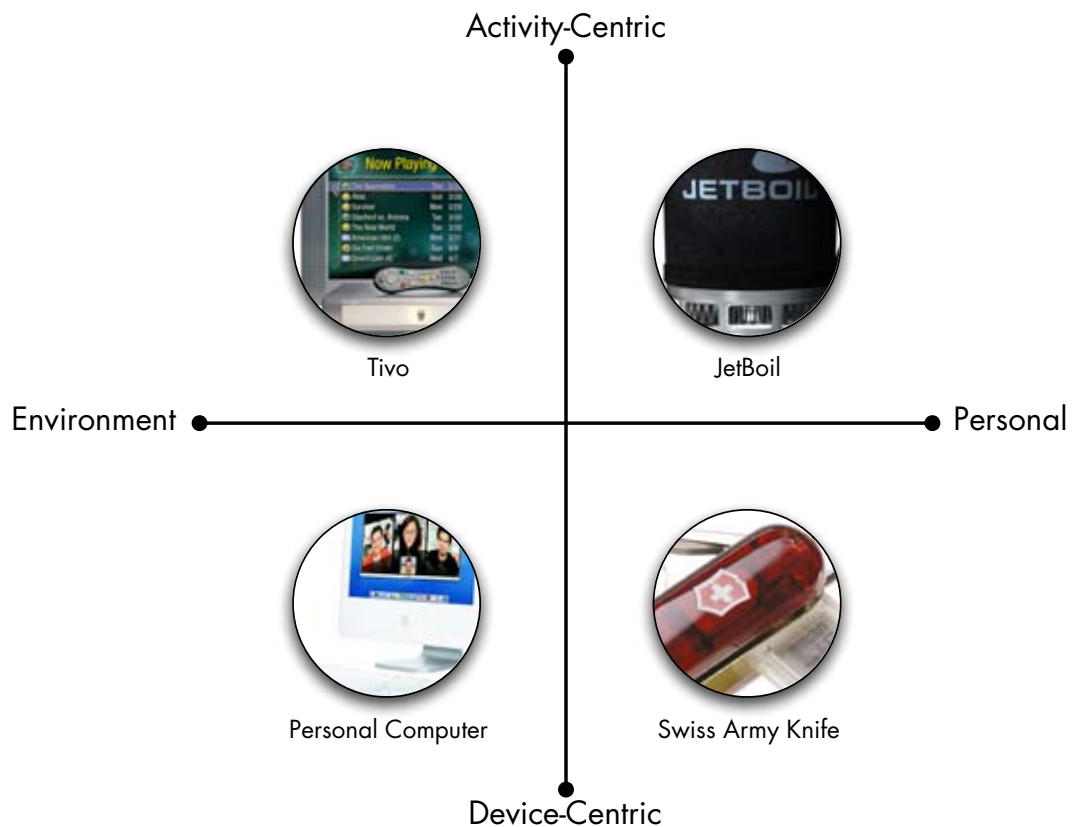 Activity-Centric
Now Playing
JETBOIL
Tivo
JetBoil
Environment
Personal
Personal Computer
Swiss Army Knife
Device-Centric